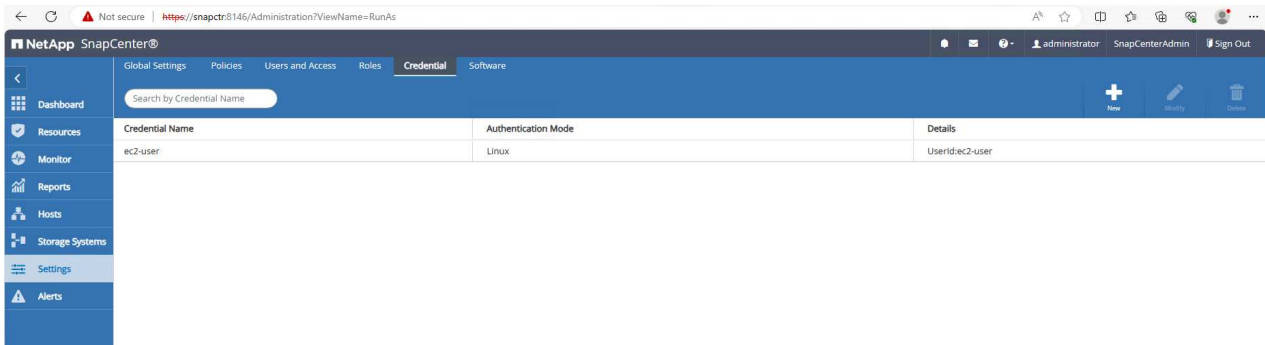 Not secure | https://snapctr:8146/Administration?ViewName=RunAs
NetApp SnapCenter® administrator SnapCenterAdmin Sign Out
Global Settings Policies Users and Access Roles Credential Software
Search by Credential Name
New Modify Delete
Dashboard
Resources
Monitor
Reports
Hosts
Storage Systems
Settings
Alerts
Credential Name Authentication Mode Details
ec2-user Linux UserId:ec2-user